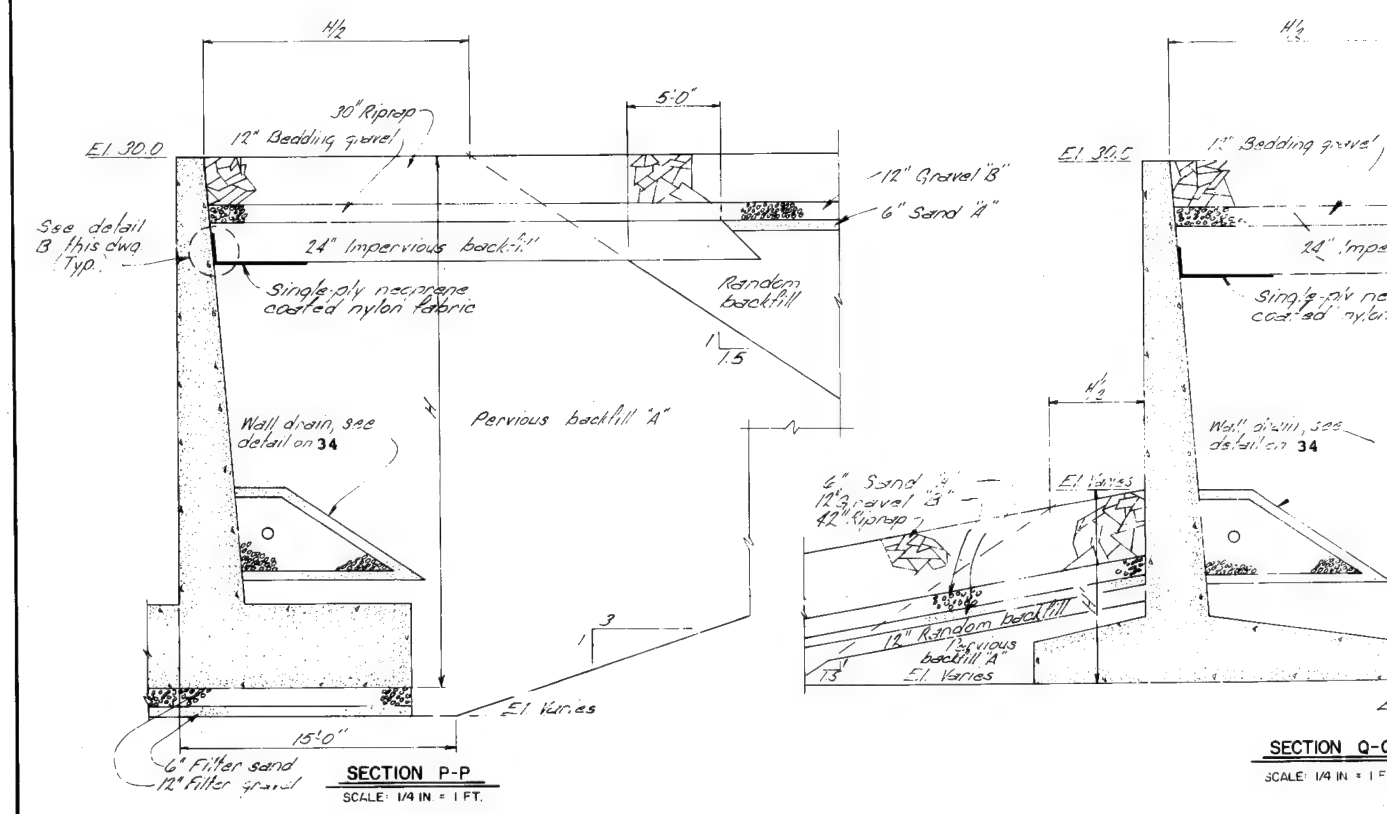 H/2
30" Riprap
12" Bedding gravel
5'-0"
El. 30.0
12" Gravel "B"
6" Sand "A"
See detail
B this dwg.
(Typ.)
24" Impervious backfill
Single-ply neoprene
coated nylon fabric
Random
backfill
1
1.5
H
Pervious backfill "A"
Wall drain, see
detail on 34
3
1
El. Varies
15'-0"
6" Filter sand
12" Filter gravel
SECTION P-P
SCALE: 1/4 IN. = 1 FT.
H/2
12" Bedding gravel
El. 30.5
24" Impe
Single-ply ne
coated nylon
H/2
Wall drain, see
detail on 34
6" Sand "A"
12" Gravel "B"
42" Riprap
El. Varies
H
12" Random backfill
Pervious
backfill "A"
1
1.5
El. Varies
SECTION Q-
SCALE: 1/4 IN = 1 F